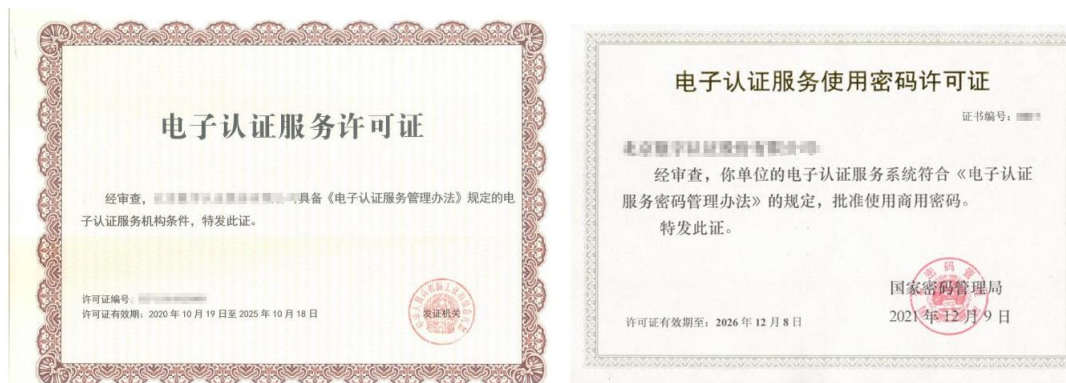 电子认证服务许可证
经审查，
具备《电子认证服务管理办法》规定的电
子认证服务机构条件，特发此证。
许可证编号：
许可证有效期：2020 年 10 月 19 日至 2025 年 10 月 18 日
发证机关
电子认证服务使用密码许可证
证书编号：
经审查，你单位的电子认证服务系统符合《电子认证
服务密码管理办法》的规定，批准使用商用密码。
特发此证。
国家密码管理局
许可证有效期至：2026 年 12 月 8 日
2021 年 12 月 9 日